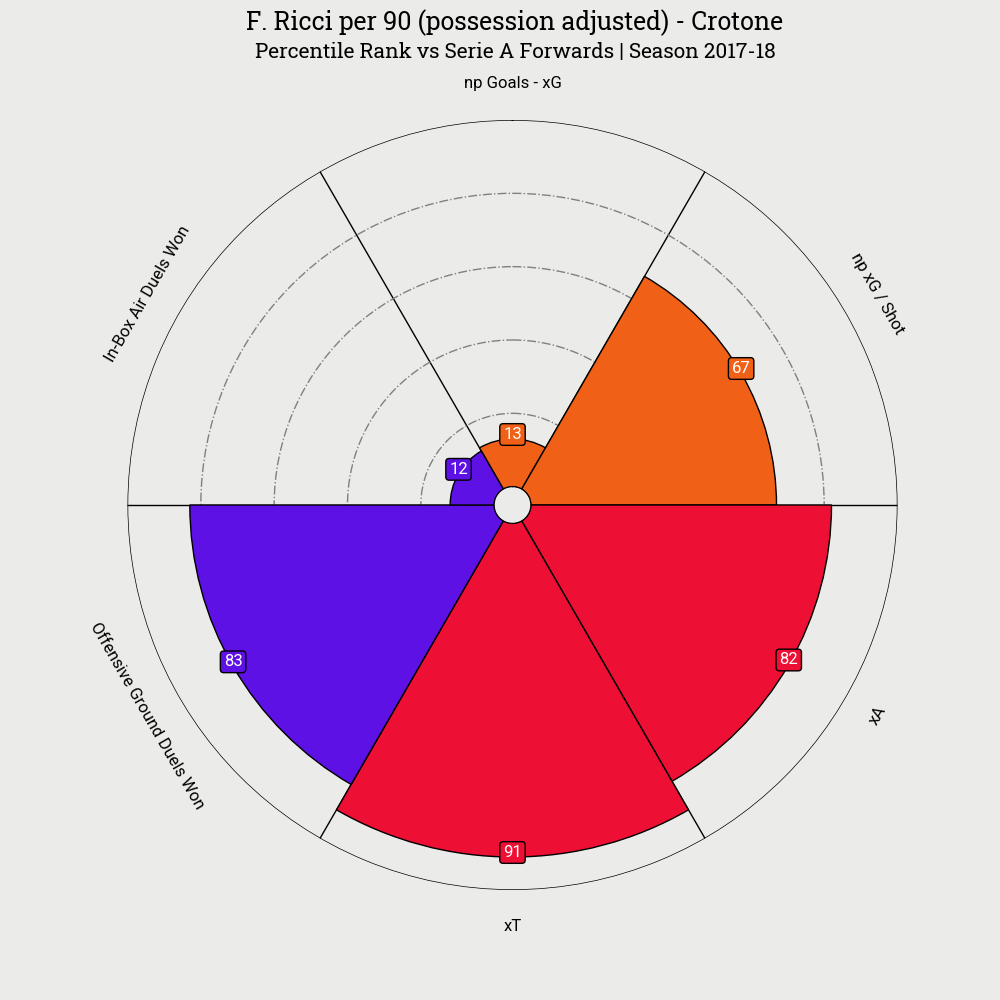 F. Ricci per 90 (possession adjusted) - Crotone
Percentile Rank vs Serie A Forwards | Season 2017-18
np Goals - xG
In-Box Air Duels Won
np xG / Shot
67
13
12
83
82
Offensive Ground Duels Won
xA
91
xT